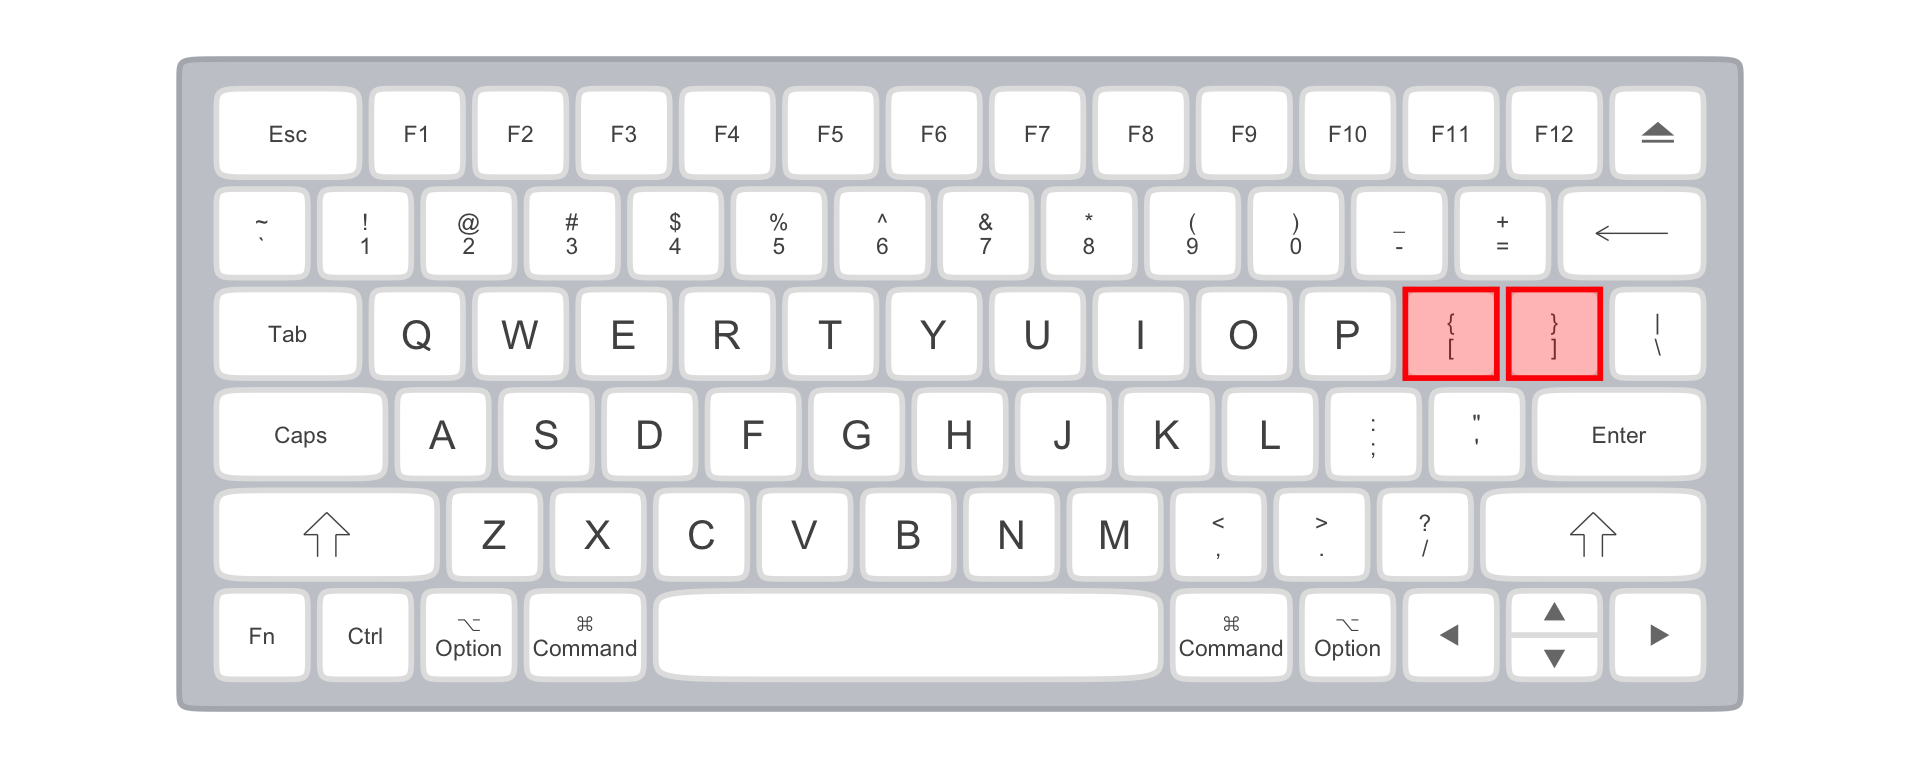 Esc F1 F2 F3 F4 F5 F6 F7 F8 F9 F10 F11 F12
~ ! @ # $ % ^ & * ( ) _ +
` 1 2 3 4 5 6 7 8 9 0 - =
Tab Q W E R T Y U I O P { } |
[ ] \
Caps A S D F G H J K L : " Enter
; '
Z X C V B N M < > ?
, . /
Fn Ctrl ⌥ ⌘ ⌘ ⌥
Option Command Command Option